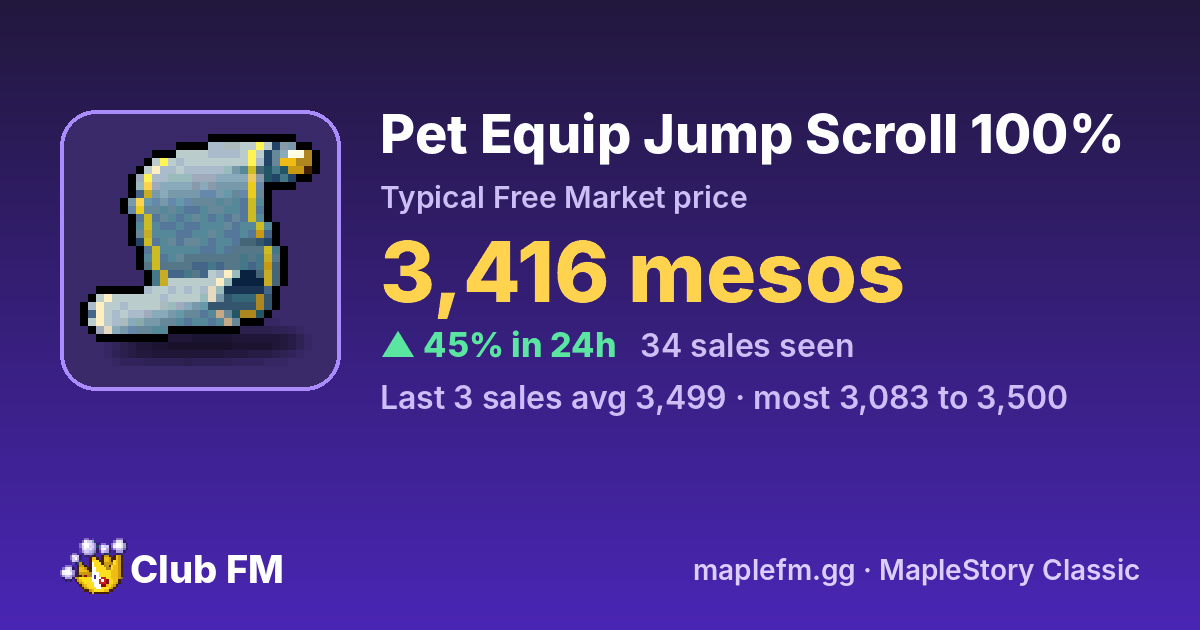 Pet Equip Jump Scroll 100%
Typical Free Market price
3,416 mesos
▲ 45% in 24h 34 sales seen
Last 3 sales avg 3,499 · most 3,083 to 3,500
Club FM
maplefm.gg · MapleStory Classic